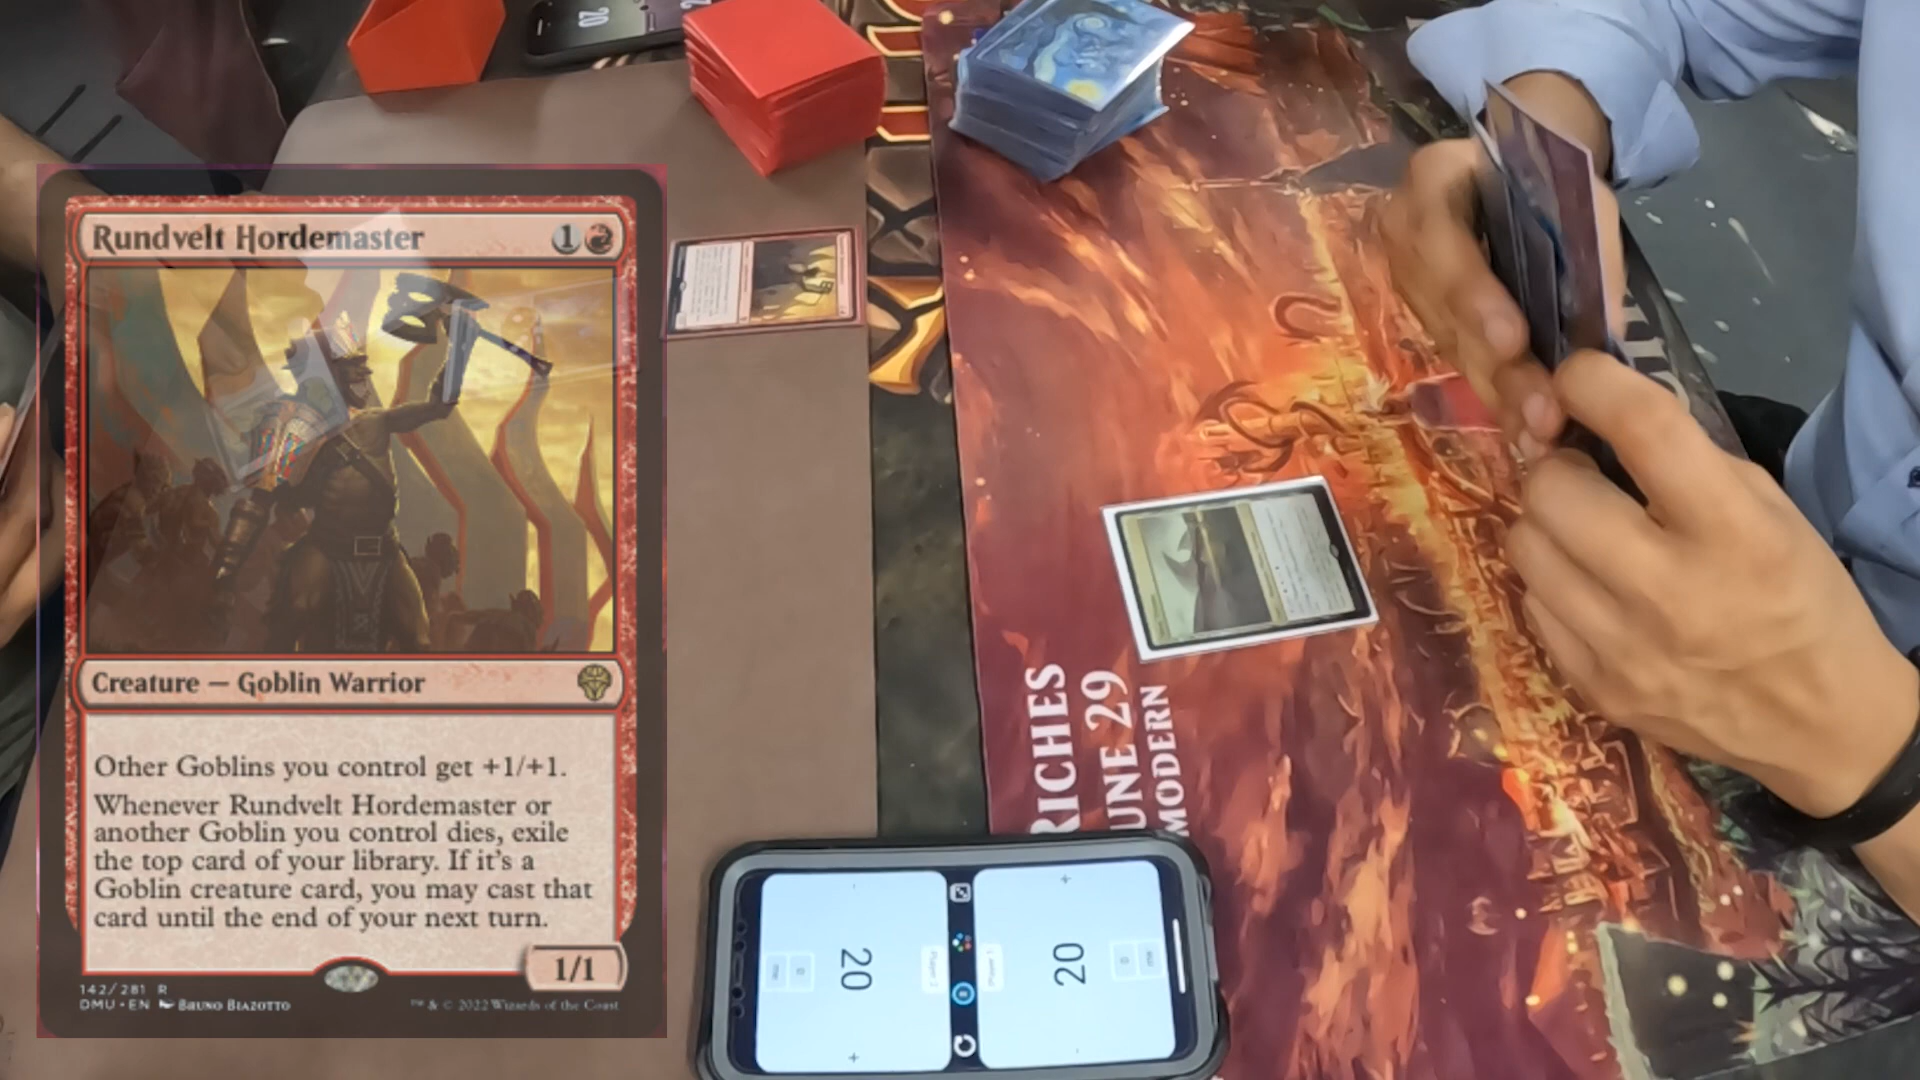 Rundvelt Hordemaster
1
Creature — Goblin Warrior
Other Goblins you control get +1/+1.
Whenever Rundvelt Hordemaster or
another Goblin you control dies, exile
the top card of your library. If it's a
Goblin creature card, you may cast that
card until the end of your next turn.
1/1
142/281 R
DMU • EN Bruno Biazotto
™ & © 2022 Wizards of the Coast
20
RICHES
UNE 29
MODERN
20
20